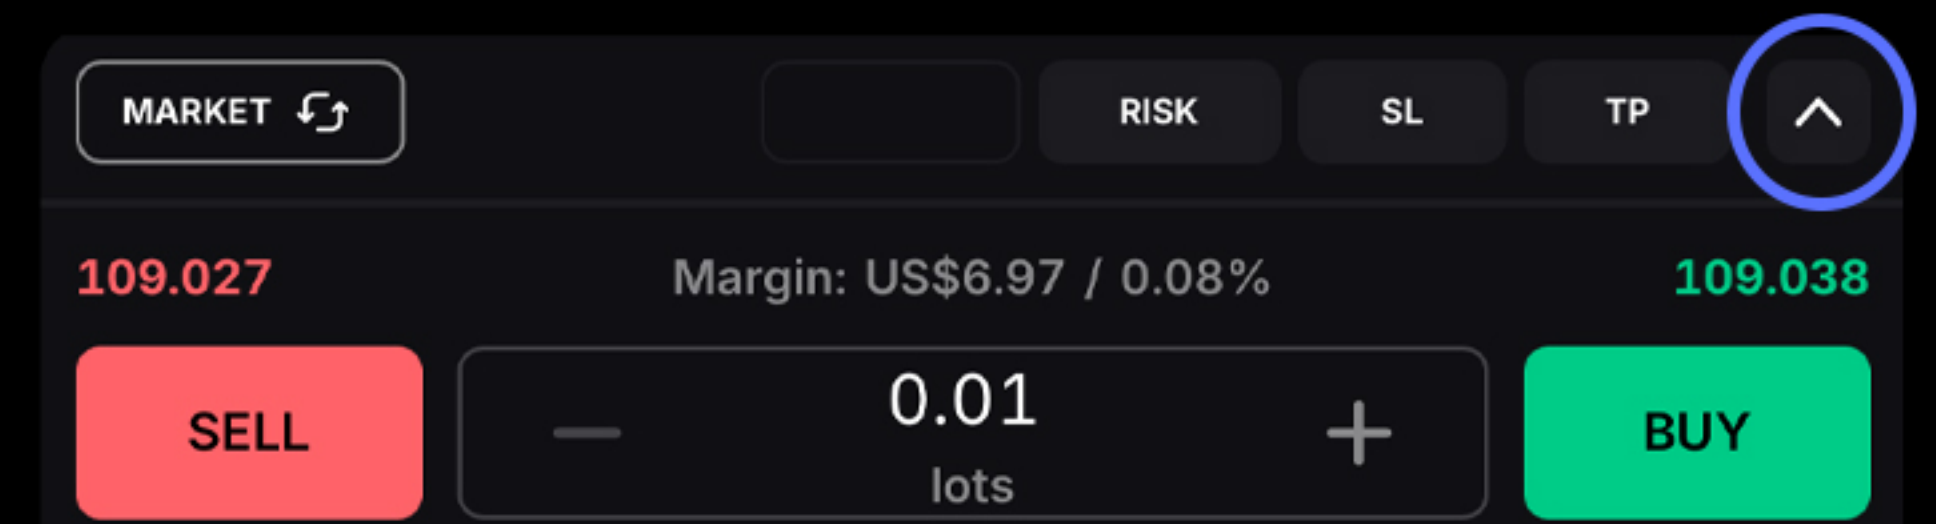 MARKET RISK SL TP
109.027 Margin: US$6.97 / 0.08% 109.038
SELL 0.01 BUY
lots